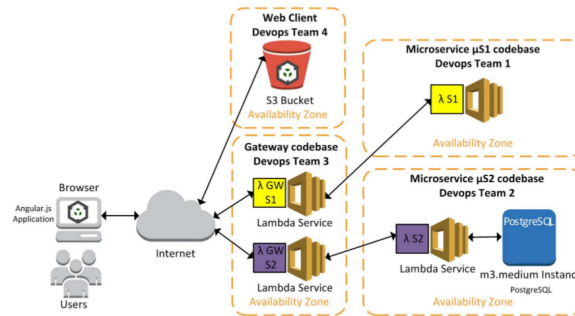 Web Client
Devops Team 4
S3 Bucket
Availability Zone
Microservice µS1 codebase
Devops Team 1
λ S1
Availability Zone
Gateway codebase
Devops Team 3
λ GW
S1
Lambda Service
λ GW
S2
Lambda Service
Availability Zone
Browser
Angular.js
Application
Internet
Users
Microservice µS2 codebase
Devops Team 2
λ S2
Lambda Service
PostgreSQL
m3.medium Instanc
PostgreSQL
Availability Zone